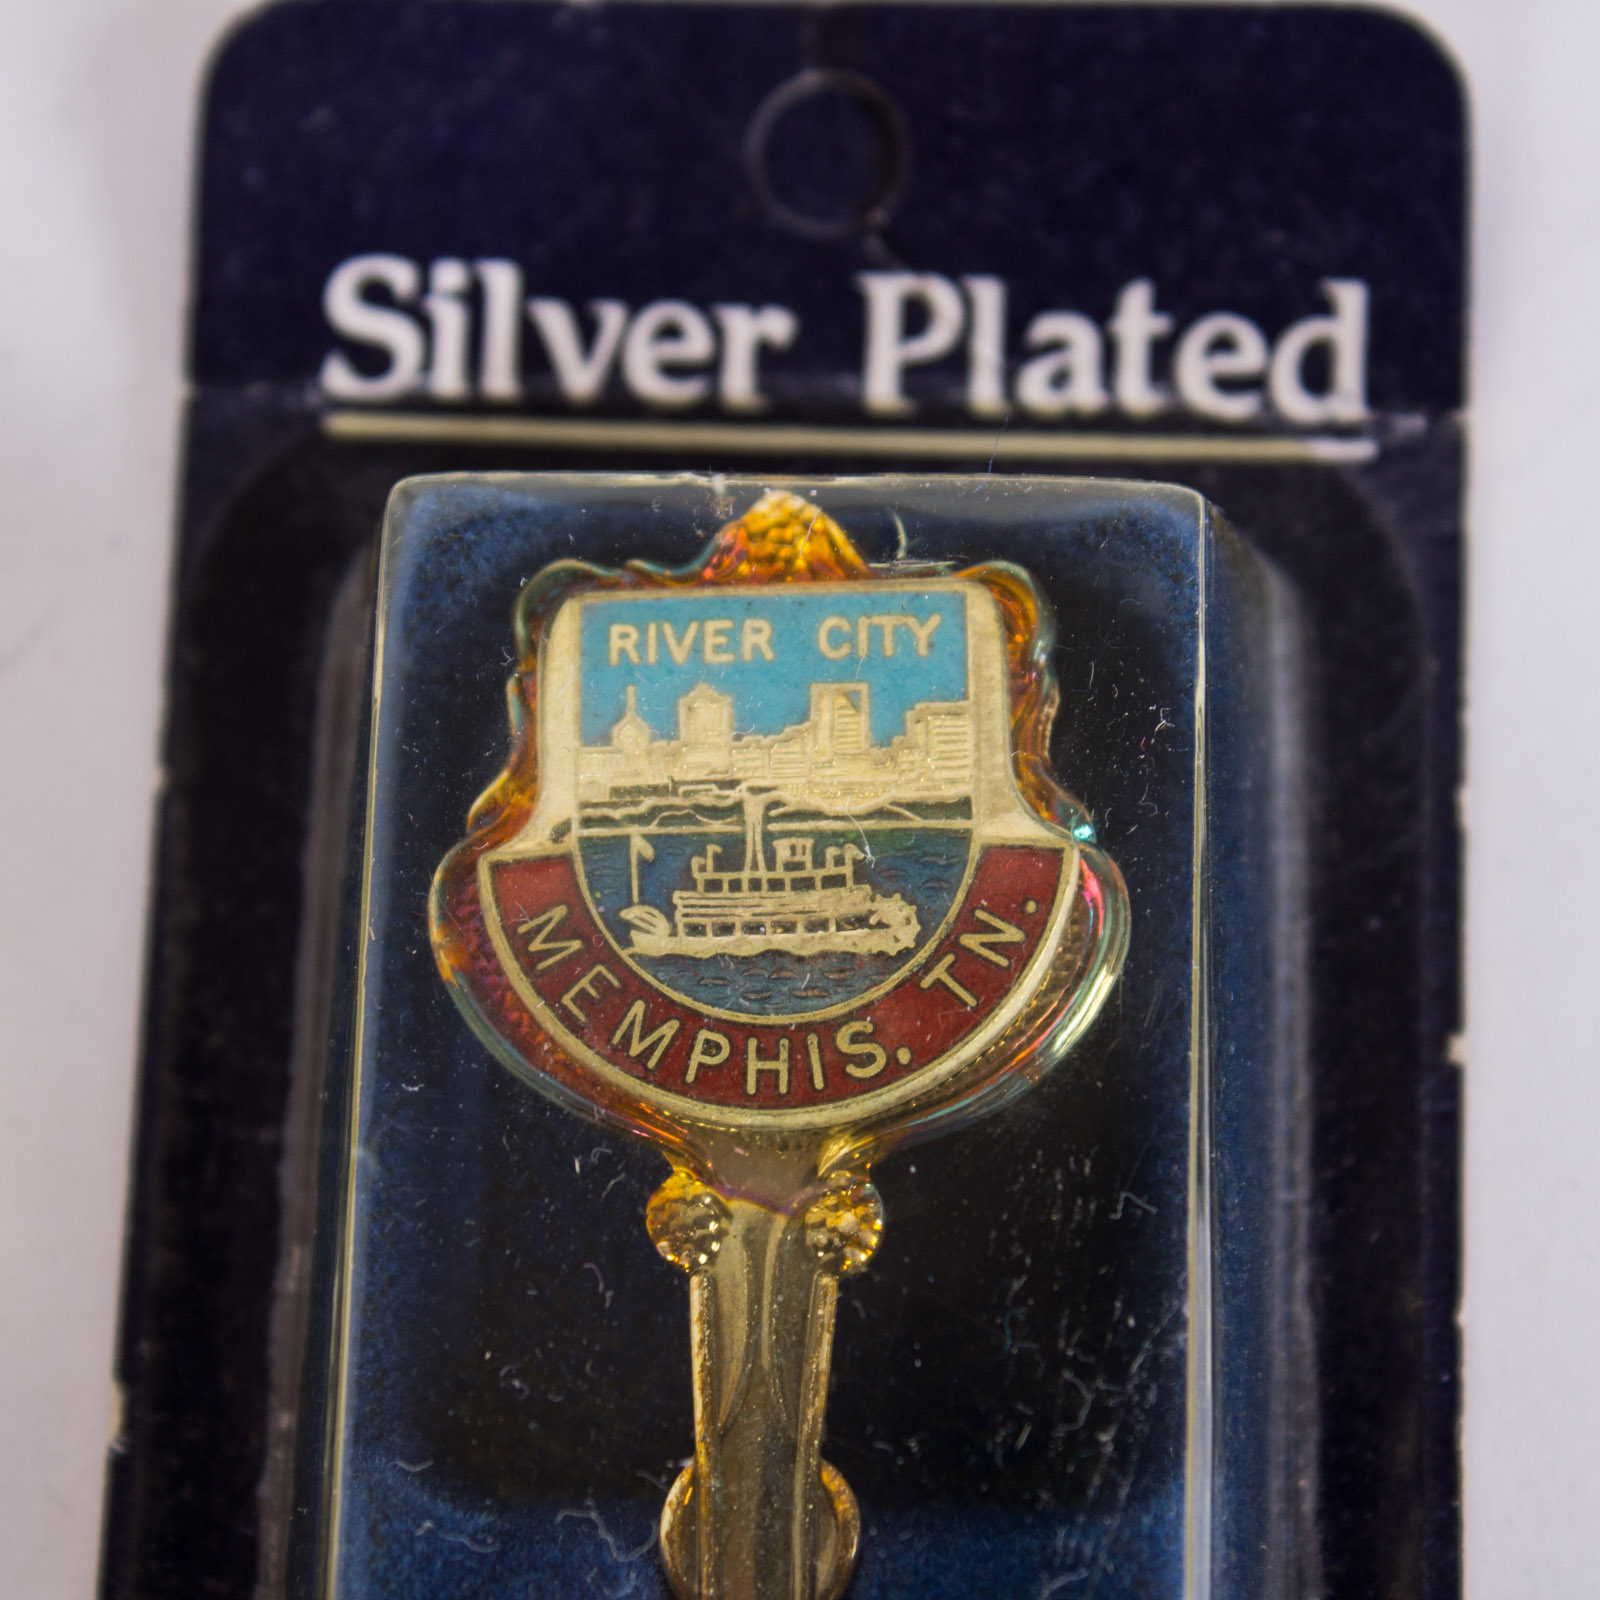 Silver Plated
RIVER CITY
MEMPHIS. TN.